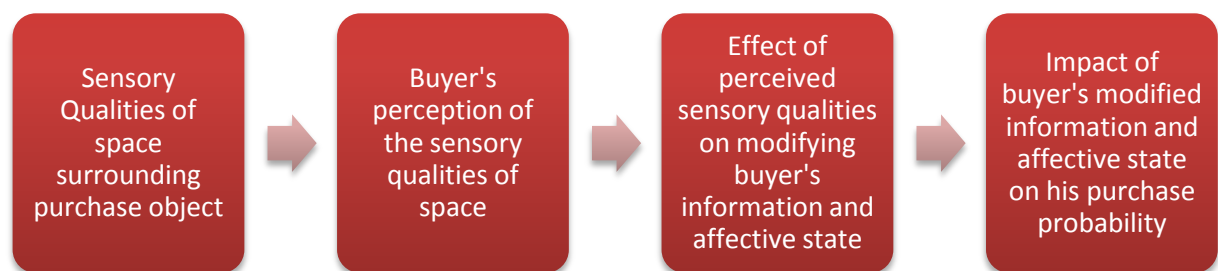 Sensory
Qualities of
space
surrounding
purchase object
Buyer's
perception of
the sensory
qualities of
space
Effect of
perceived
sensory qualities
on modifying
buyer's
information and
affective state
Impact of
buyer's modified
information and
affective state
on his purchase
probability